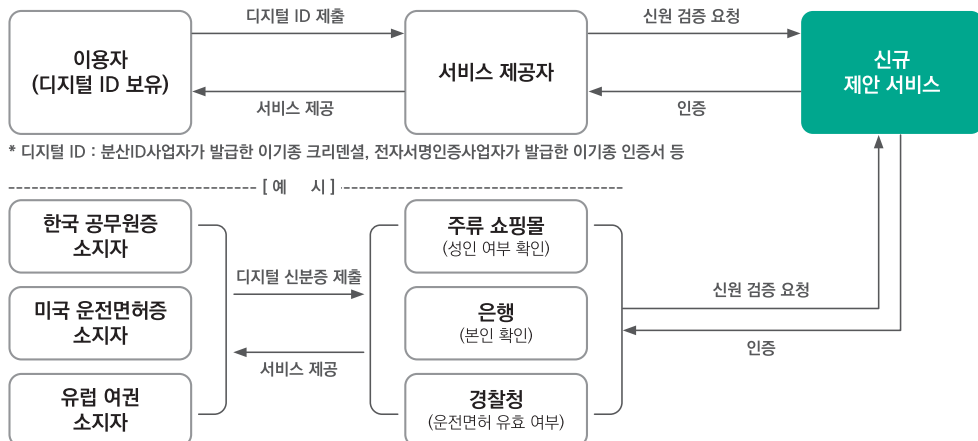 디지털 ID 제출
신원 검증 요청
이용자
(디지털 ID 보유)
서비스 제공자
신규
제안 서비스
서비스 제공
인증
* 디지털 ID : 분산ID사업자가 발급한 이기종 크리덴셜, 전자서명인증사업자가 발급한 이기종 인증서 등
[ 예 시 ]
한국 공무원증
소지자
미국 운전면허증
소지자
유럽 여권
소지자
디지털 신분증 제출
서비스 제공
주류 쇼핑몰
(성인 여부 확인)
은행
(본인 확인)
경찰청
(운전면허 유효 여부)
신원 검증 요청
인증